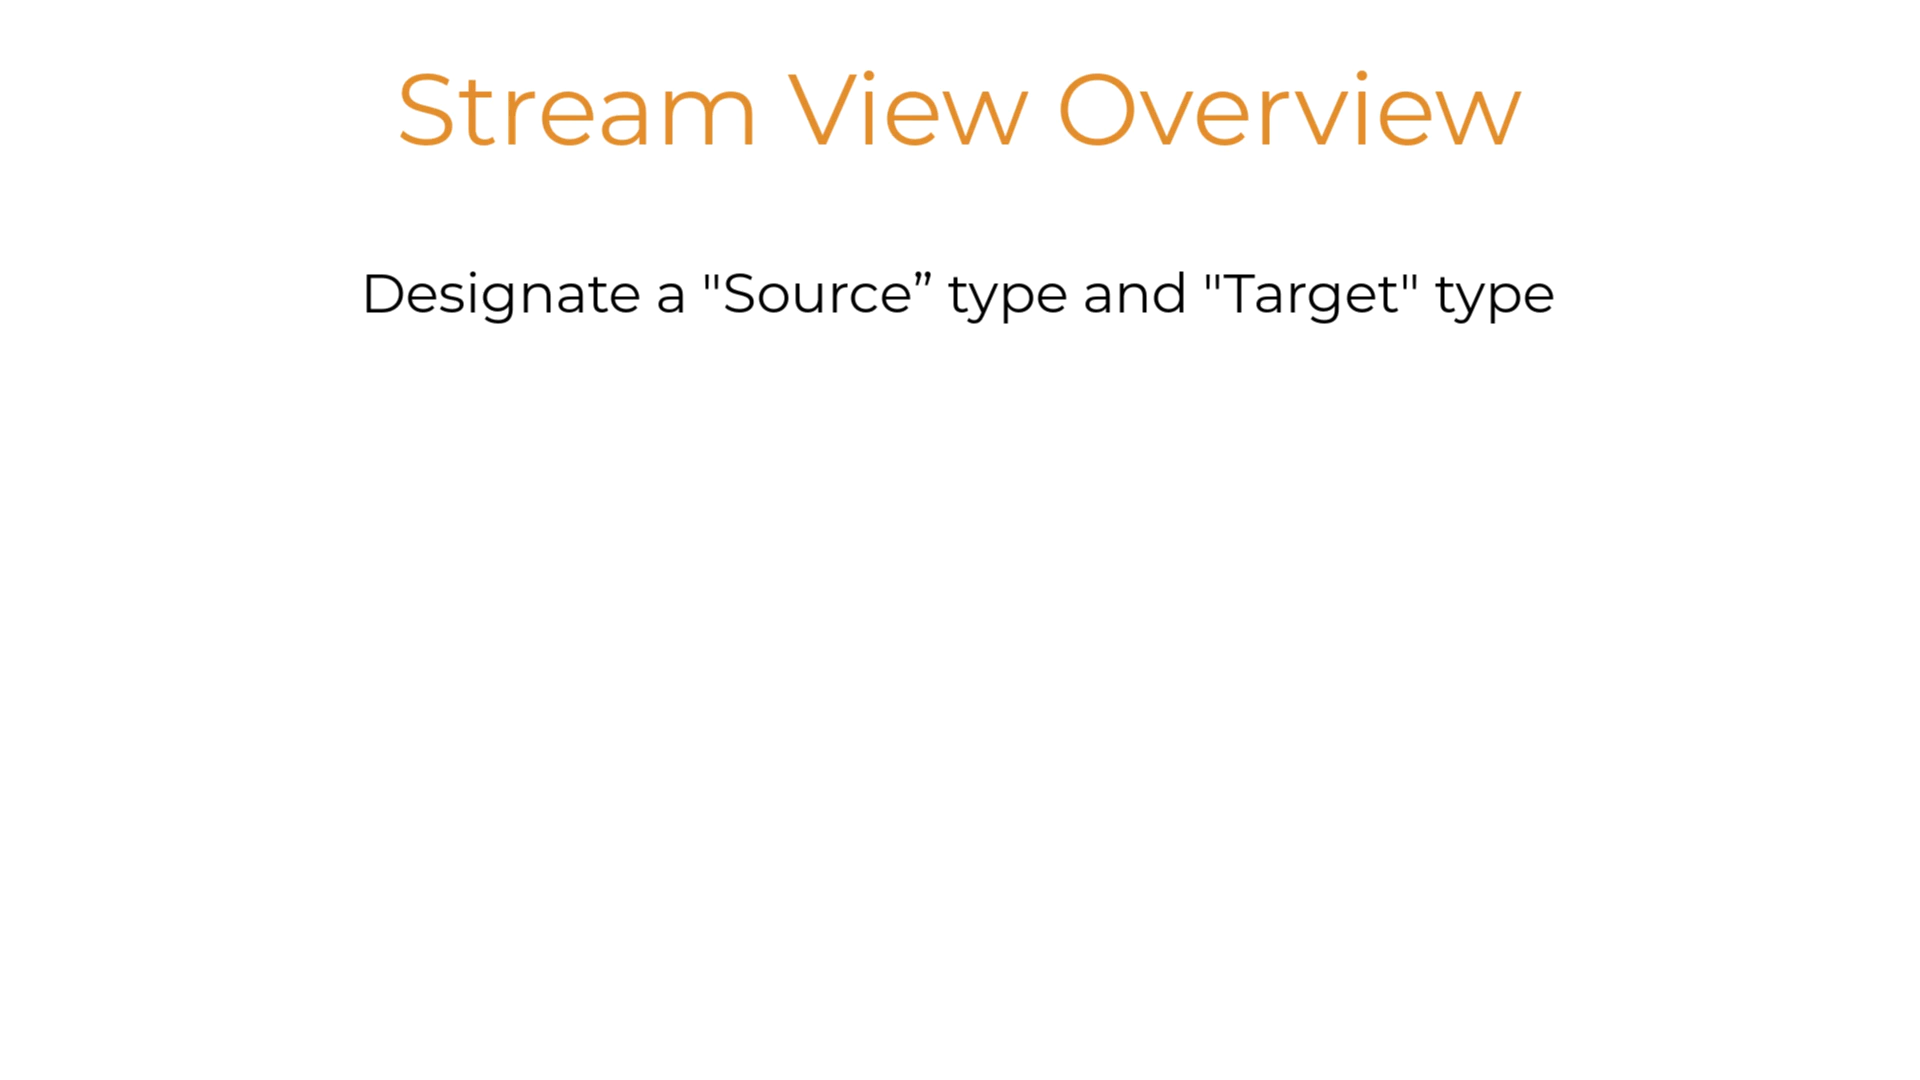 Stream View Overview
Designate a "Source” type and "Target" type